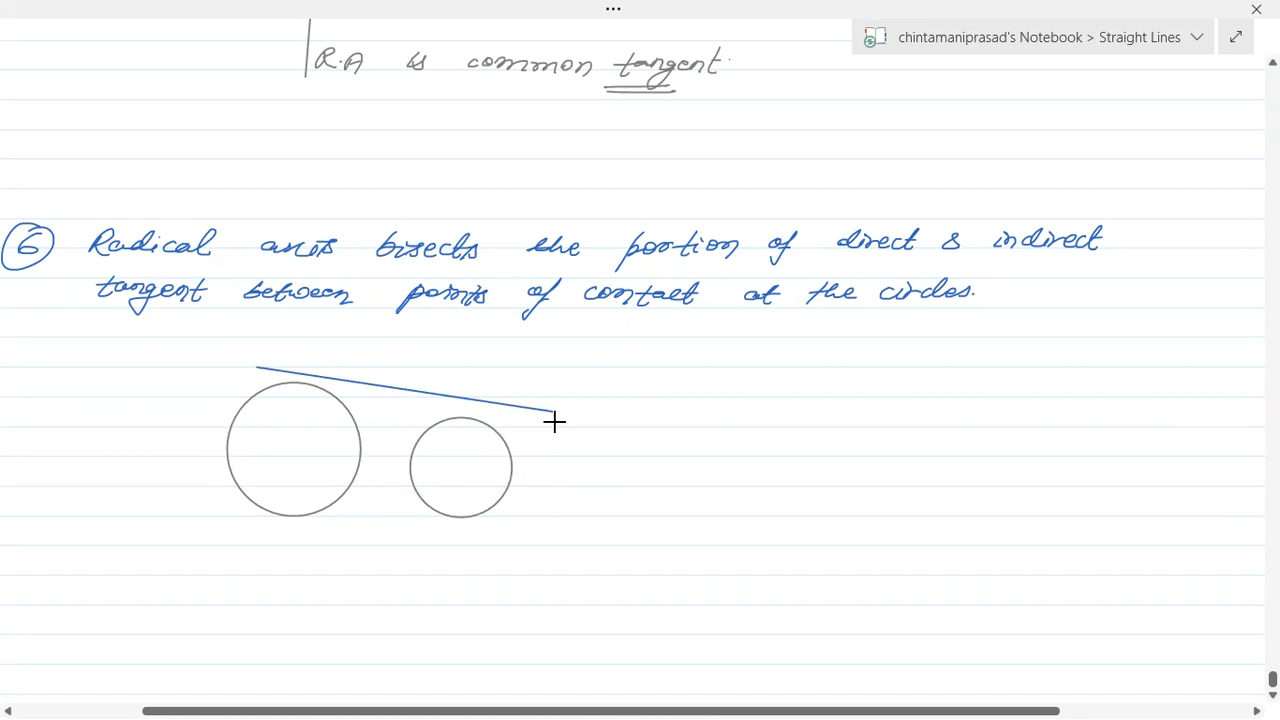 chintamaniprasad's Notebook > Straight Lines
R.A is common tangent.
6 Radical axis bisects the portion of direct & indirect
tangent between points of contact at the circles.